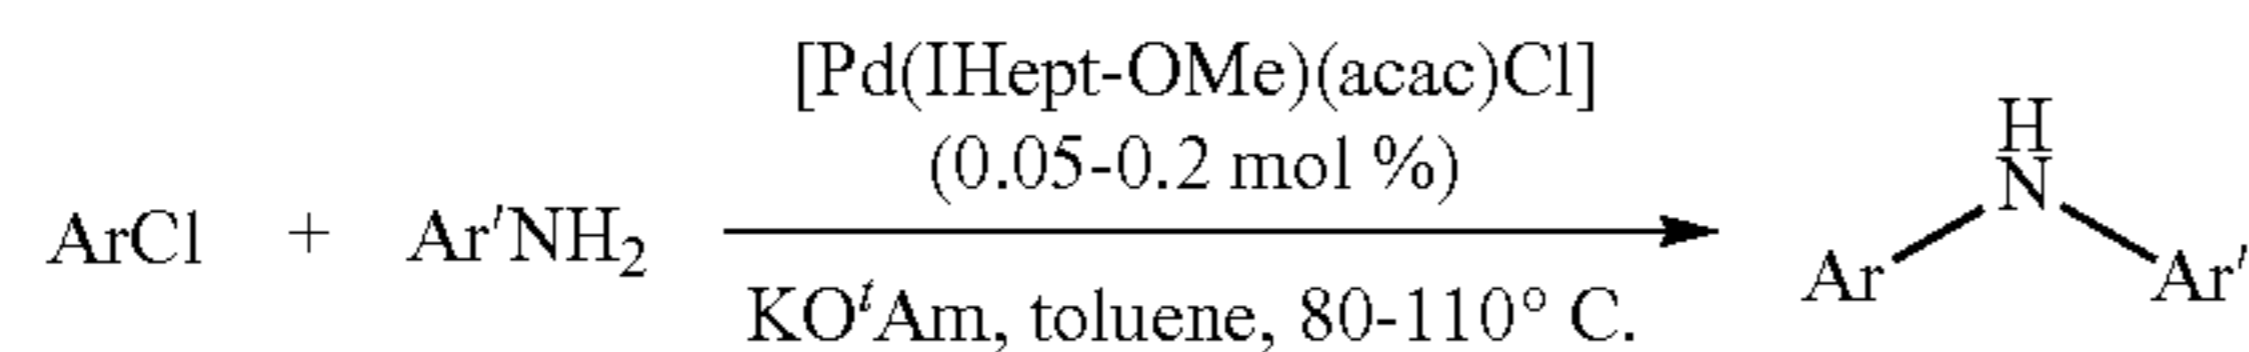 [Pd(IHept-OMe)(acac)Cl]
(0.05-0.2 mol %)
ArCl + Ar′NH₂
KOᵗAm, toluene, 80-110° C.
H
N
Ar Ar′